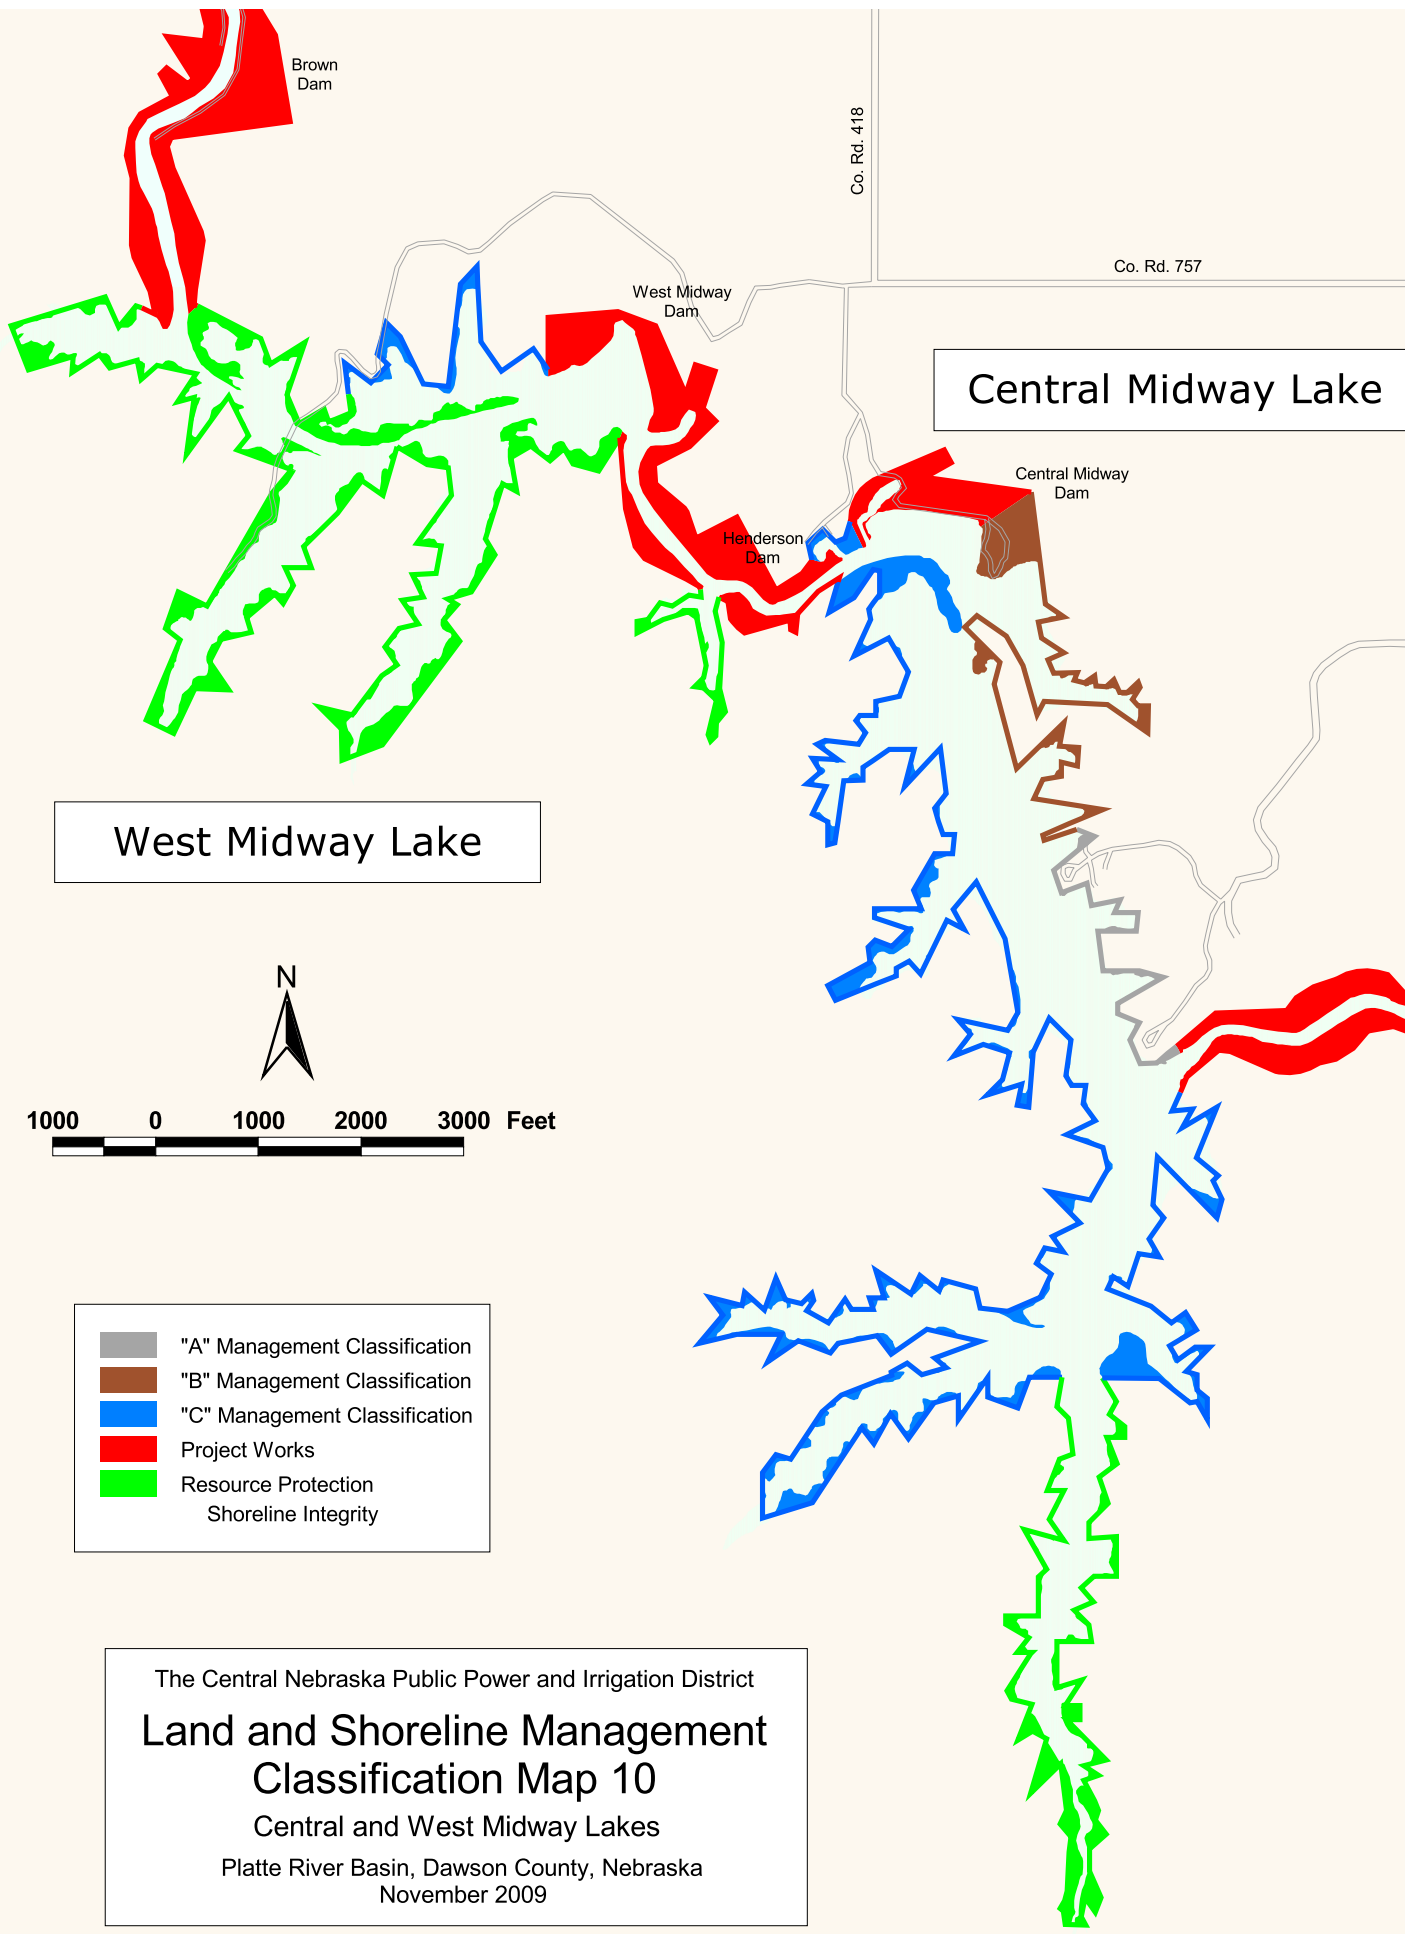 Brown
Dam
Co. Rd. 418
Co. Rd. 757
West Midway
Dam
Central Midway Lake
Central Midway
Dam
Henderson
Dam
West Midway Lake
N
1000 0 1000 2000 3000 Feet
"A" Management Classification
"B" Management Classification
"C" Management Classification
Project Works
Resource Protection
Shoreline Integrity
The Central Nebraska Public Power and Irrigation District
Land and Shoreline Management
Classification Map 10
Central and West Midway Lakes
Platte River Basin, Dawson County, Nebraska
November 2009